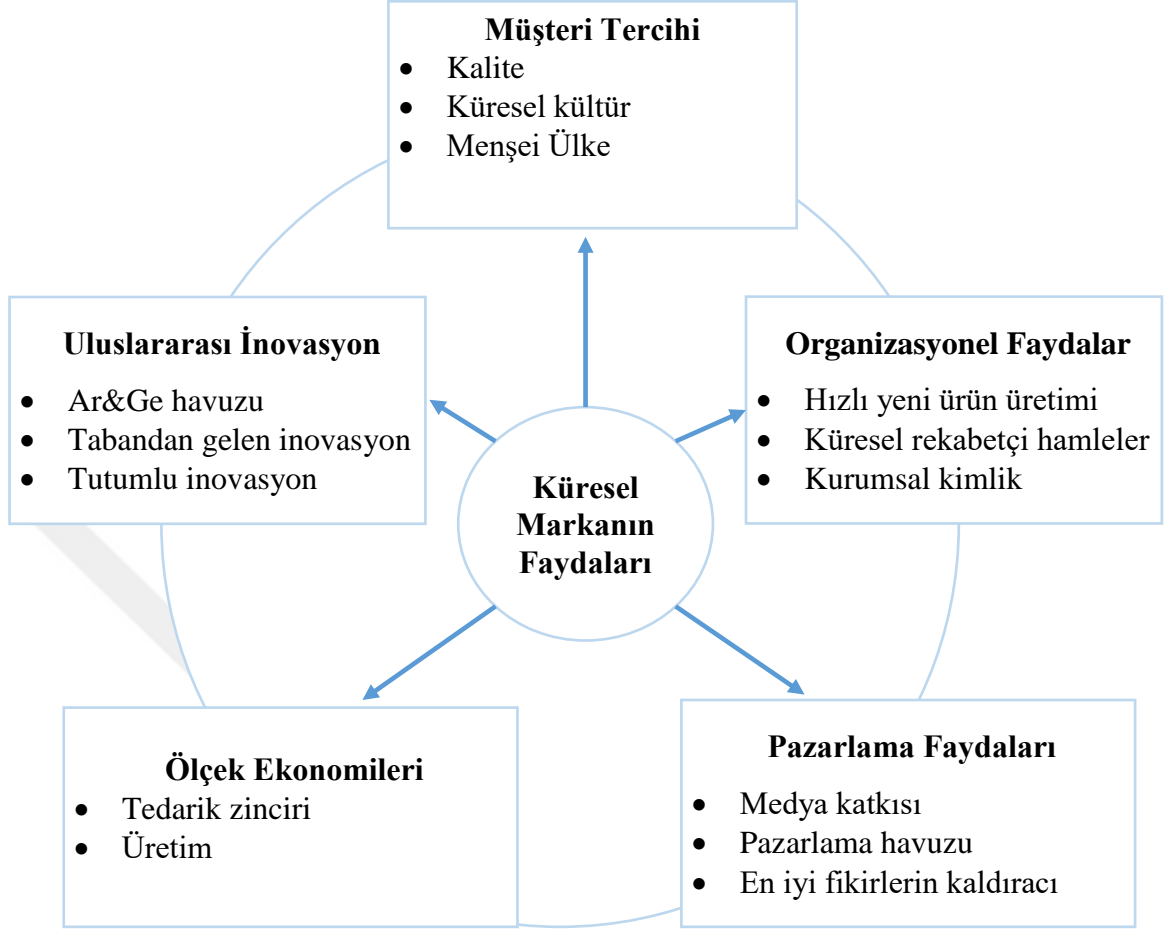 Müşteri Tercihi
• Kalite
• Küresel kültür
• Menşei Ülke
Uluslararası İnovasyon
• Ar&Ge havuzu
• Tabandan gelen inovasyon
• Tutumlu inovasyon
Organizasyonel Faydalar
• Hızlı yeni ürün üretimi
• Küresel rekabetçi hamleler
• Kurumsal kimlik
Küresel
Markanın
Faydaları
Ölçek Ekonomileri
• Tedarik zinciri
• Üretim
Pazarlama Faydaları
• Medya katkısı
• Pazarlama havuzu
• En iyi fikirlerin kaldıracı